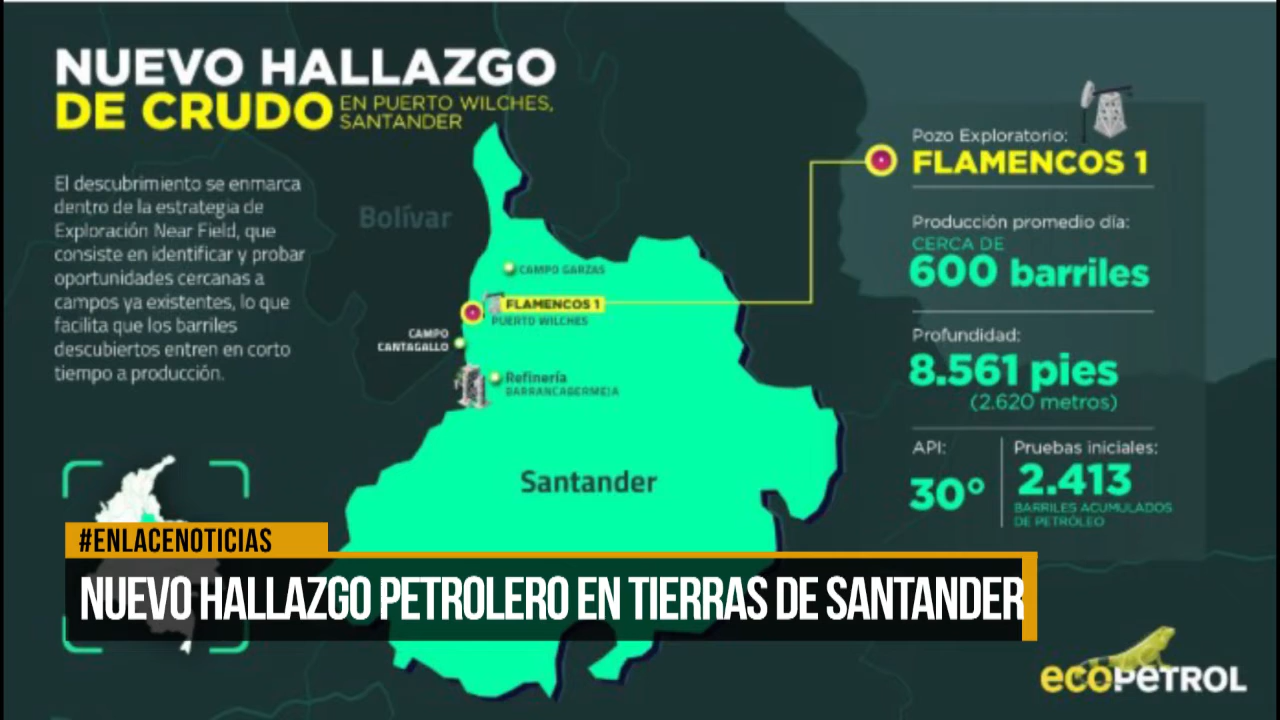 NUEVO HALLAZGO
DE CRUDO EN PUERTO WILCHES,
SANTANDER
El descubrimiento se enmarca
dentro de la estrategia de
Exploración Near Field, que
consiste en identificar y probar
oportunidades cercanas a
campos ya existentes, lo que
facilita que los barriles
descubiertos entren en corto
tiempo a producción.
Bolívar
CAMPO GARZAS
FLAMENCOS 1
PUERTO WILCHES
CAMPO
CANTAGALLO
Refinería
BARRANCABERMEJA
Santander
Pozo Exploratorio:
FLAMENCOS 1
Producción promedio día:
CERCA DE
600 barriles
Profundidad:
8.561 pies
(2.620 metros)
API:
30°
Pruebas iniciales:
2.413
BARRILES ACUMULADOS
DE PETRÓLEO
#ENLACENOTICIAS
NUEVO HALLAZGO PETROLERO EN TIERRAS DE SANTANDER
ecoPETROL